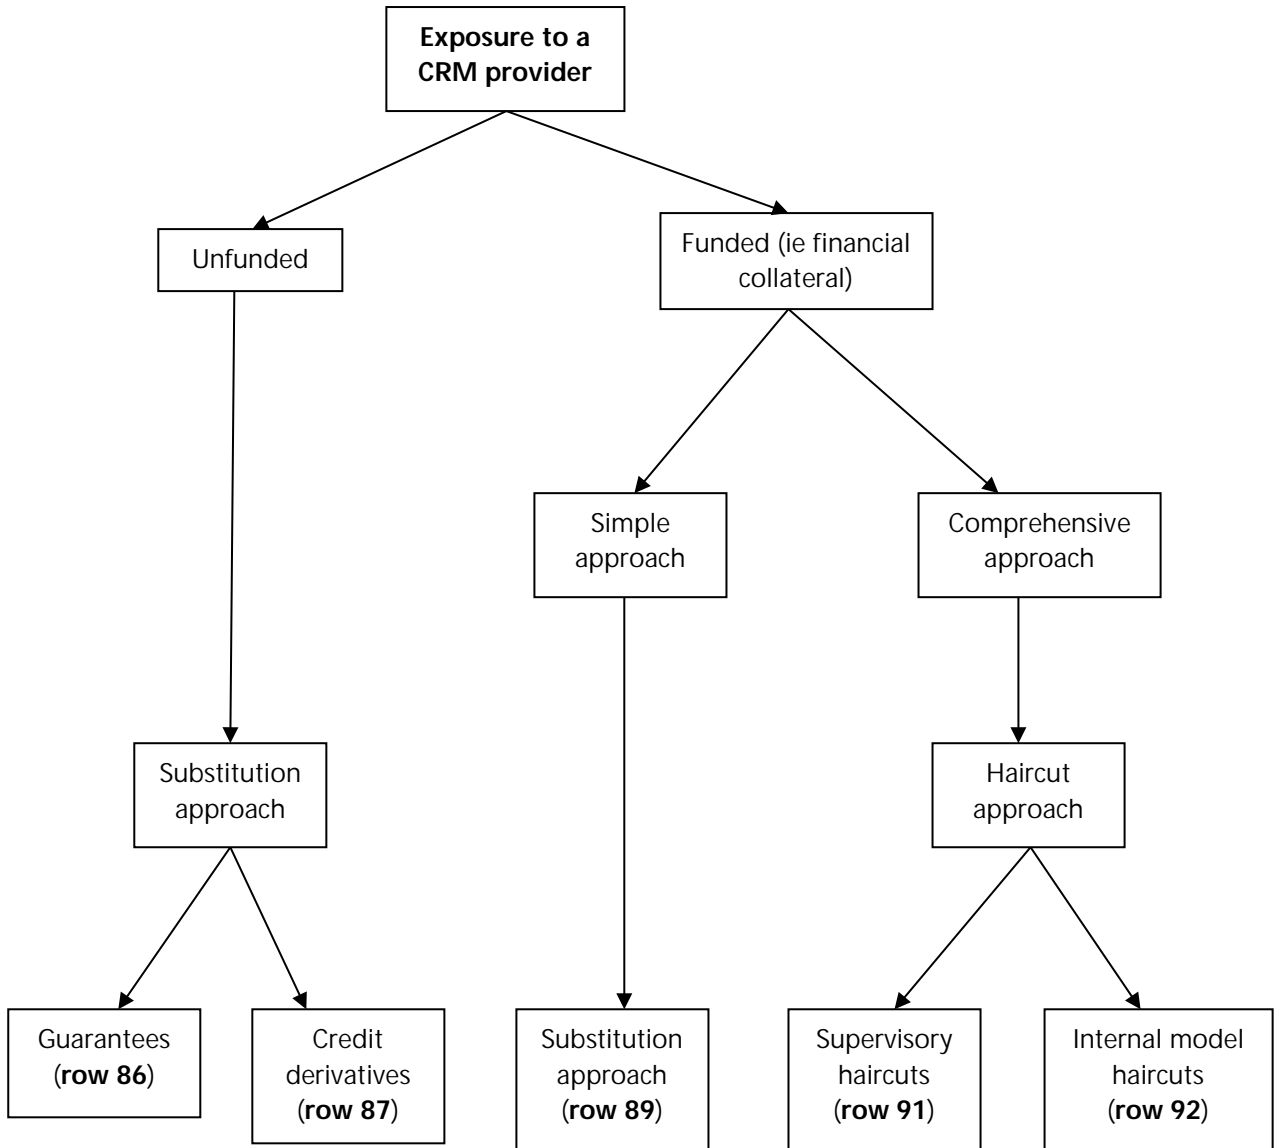 Exposure to a
CRM provider
Unfunded
Funded (ie financial
collateral)
Simple
approach
Comprehensive
approach
Substitution
approach
Haircut
approach
Guarantees
(row 86)
Credit
derivatives
(row 87)
Substitution
approach
(row 89)
Supervisory
haircuts
(row 91)
Internal model
haircuts
(row 92)